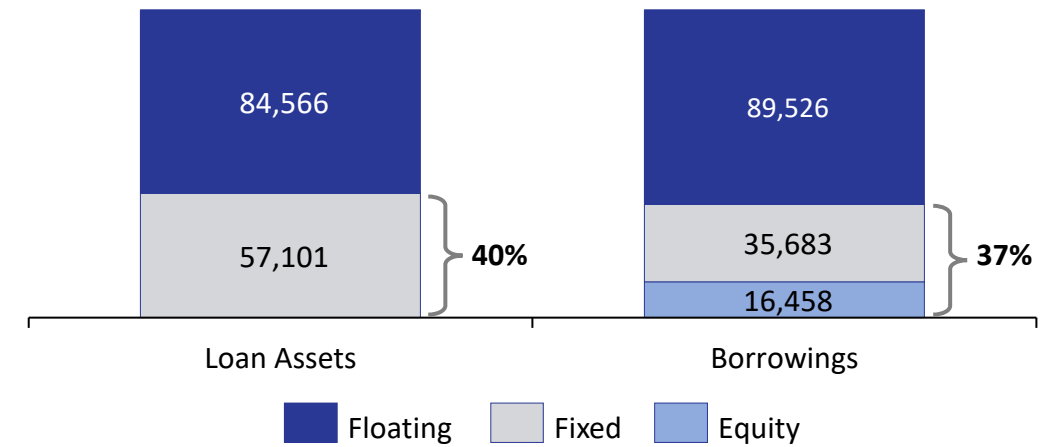 84,566
89,526
57,101
40%
35,683
37%
16,458
Loan Assets
Borrowings
Floating
Fixed
Equity